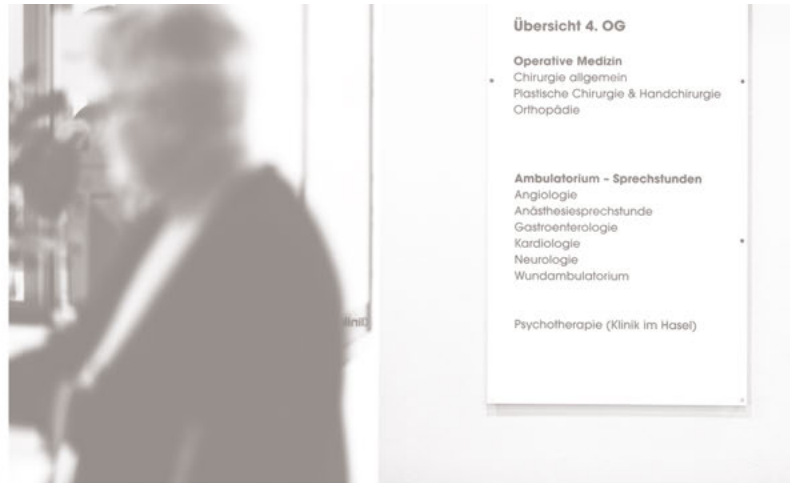 Übersicht 4. OG
Operative Medizin
Chirurgie allgemein
Plastische Chirurgie & Handchirurgie
Orthopädie
Ambulatorium – Sprechstunden
Angiologie
Anästhesiesprechstunde
Gastroenterologie
Kardiologie
Neurologie
Wundambulatorium
Psychotherapie (Klinik im Hasel)